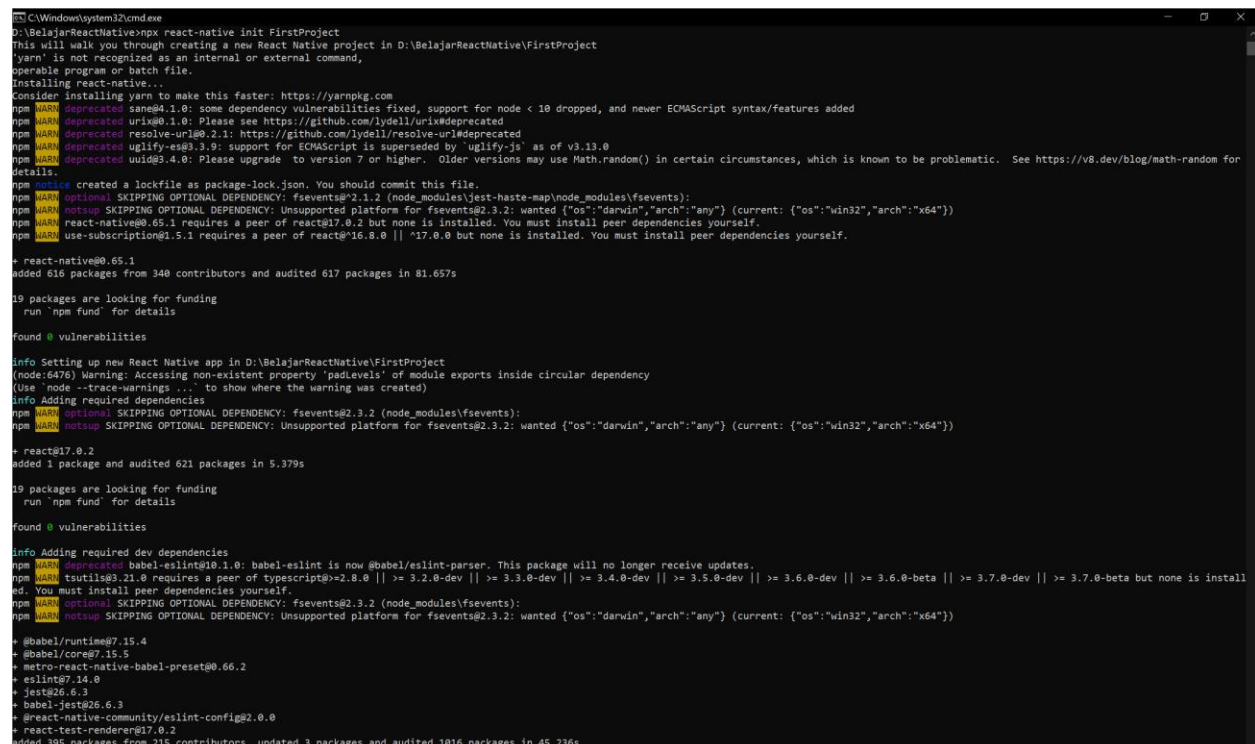 C:\Windows\system32\cmd.exe
D:\BelajarReactNative>npx react-native init FirstProject
This will walk you through creating a new React Native project in D:\BelajarReactNative\FirstProject
'yarn' is not recognized as an internal or external command,
operable program or batch file.
Installing react-native...
Consider installing yarn to make this faster: https://yarnpkg.com
npm WARN deprecated sane@4.1.0: some dependency vulnerabilities fixed, support for node < 10 dropped, and newer ECMAScript syntax/features added
npm WARN deprecated urix@0.1.0: Please see https://github.com/lydell/urix#deprecated
npm WARN deprecated resolve-url@0.2.1: https://github.com/lydell/resolve-url#deprecated
npm WARN deprecated uglify-es@3.3.9: support for ECMAScript is superseded by `uglify-js` as of v3.13.0
npm WARN deprecated uuid@3.4.0: Please upgrade  to version 7 or higher.  Older versions may use Math.random() in certain circumstances, which is known to be problematic.  See https://v8.dev/blog/math-random for
details.
npm notice created a lockfile as package-lock.json. You should commit this file.
npm WARN optional SKIPPING OPTIONAL DEPENDENCY: fsevents@^2.1.2 (node_modules\jest-haste-map\node_modules\fsevents):
npm WARN notsup SKIPPING OPTIONAL DEPENDENCY: Unsupported platform for fsevents@2.3.2: wanted {"os":"darwin","arch":"any"} (current: {"os":"win32","arch":"x64"})
npm WARN react-native@0.65.1 requires a peer of react@17.0.2 but none is installed. You must install peer dependencies yourself.
npm WARN use-subscription@1.5.1 requires a peer of react@^16.8.0 || ^17.0.0 but none is installed. You must install peer dependencies yourself.
+ react-native@0.65.1
added 616 packages from 340 contributors and audited 617 packages in 81.657s
19 packages are looking for funding
run `npm fund` for details
found 0 vulnerabilities
info Setting up new React Native app in D:\BelajarReactNative\FirstProject
(node:6476) Warning: Accessing non-existent property 'padLevels' of module exports inside circular dependency
(Use `node --trace-warnings ...` to show where the warning was created)
info Adding required dependencies
npm WARN optional SKIPPING OPTIONAL DEPENDENCY: fsevents@2.3.2 (node_modules\fsevents):
npm WARN notsup SKIPPING OPTIONAL DEPENDENCY: Unsupported platform for fsevents@2.3.2: wanted {"os":"darwin","arch":"any"} (current: {"os":"win32","arch":"x64"})
+ react@17.0.2
added 1 package and audited 621 packages in 5.379s
19 packages are looking for funding
run `npm fund` for details
found 0 vulnerabilities
info Adding required dev dependencies
npm WARN deprecated babel-eslint@10.1.0: babel-eslint is now @babel/eslint-parser. This package will no longer receive updates.
npm WARN tsutils@3.21.0 requires a peer of typescript@>=2.8.0 || >= 3.2.0-dev || >= 3.3.0-dev || >= 3.4.0-dev || >= 3.5.0-dev || >= 3.6.0-dev || >= 3.6.0-beta || >= 3.7.0-dev || >= 3.7.0-beta but none is install
ed. You must install peer dependencies yourself.
npm WARN optional SKIPPING OPTIONAL DEPENDENCY: fsevents@2.3.2 (node_modules\fsevents):
npm WARN notsup SKIPPING OPTIONAL DEPENDENCY: Unsupported platform for fsevents@2.3.2: wanted {"os":"darwin","arch":"any"} (current: {"os":"win32","arch":"x64"})
+ @babel/runtime@7.15.4
+ @babel/core@7.15.5
+ metro-react-native-babel-preset@0.66.2
+ eslint@7.14.0
+ jest@26.6.3
+ babel-jest@26.6.3
+ @react-native-community/eslint-config@2.0.0
+ react-test-renderer@17.0.2
added 395 packages from 215 contributors, updated 3 packages and audited 1016 packages in 45.236s